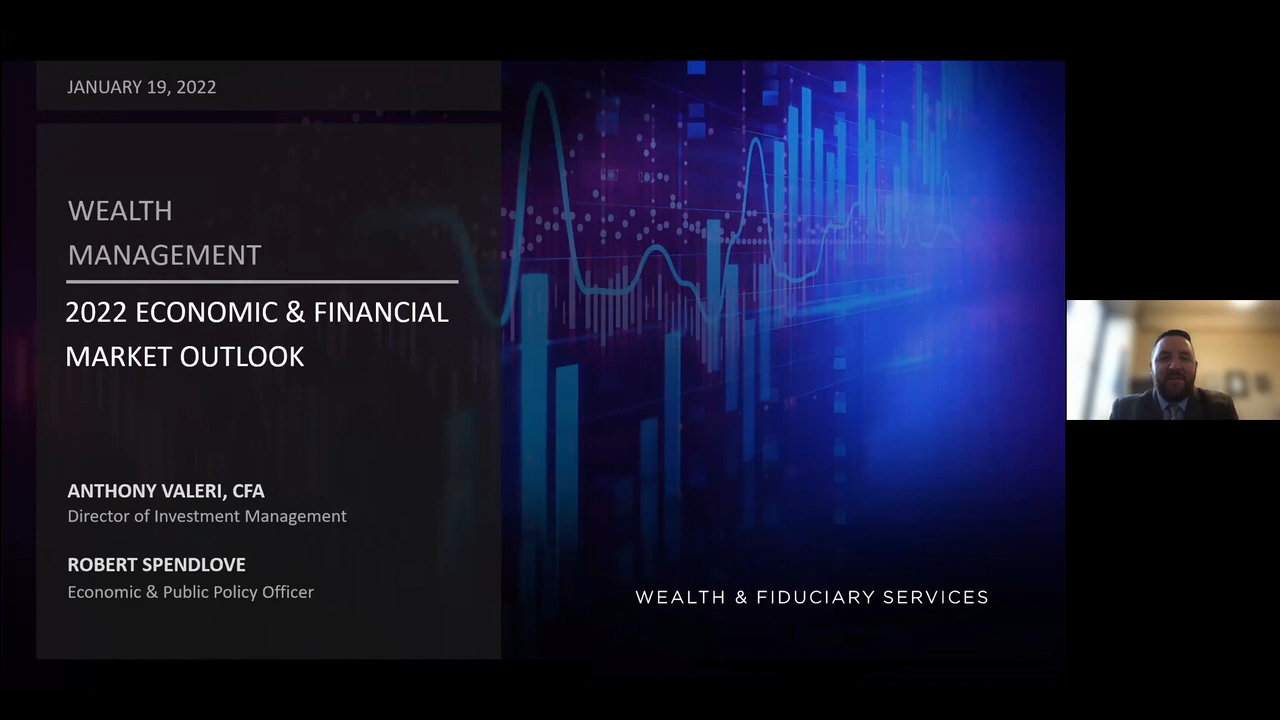 JANUARY 19, 2022
WEALTH
MANAGEMENT
2022 ECONOMIC & FINANCIAL
MARKET OUTLOOK
ANTHONY VALERI, CFA
Director of Investment Management
ROBERT SPENDLOVE
Economic & Public Policy Officer
WEALTH & FIDUCIARY SERVICES